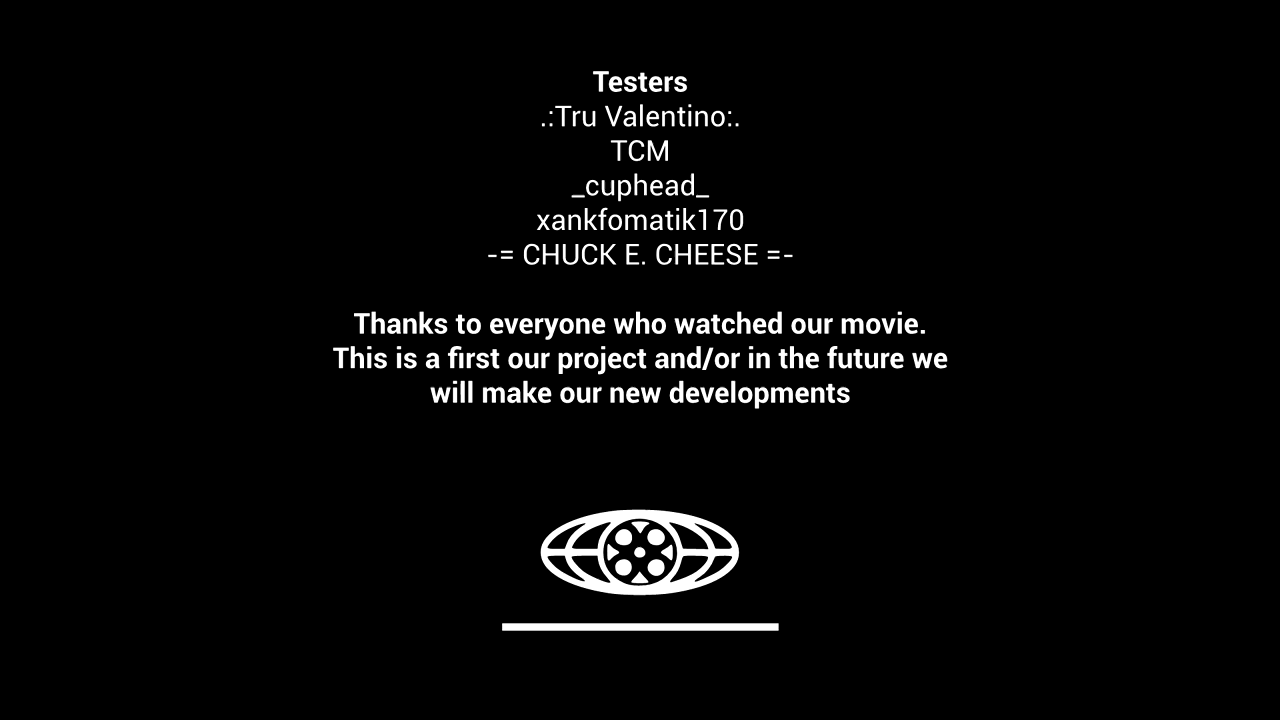 Testers
.:Tru Valentino:.
TCM
_cuphead_
xankfomatik170
-= CHUCK E. CHEESE =-
Thanks to everyone who watched our movie.
This is a first our project and/or in the future we
will make our new developments